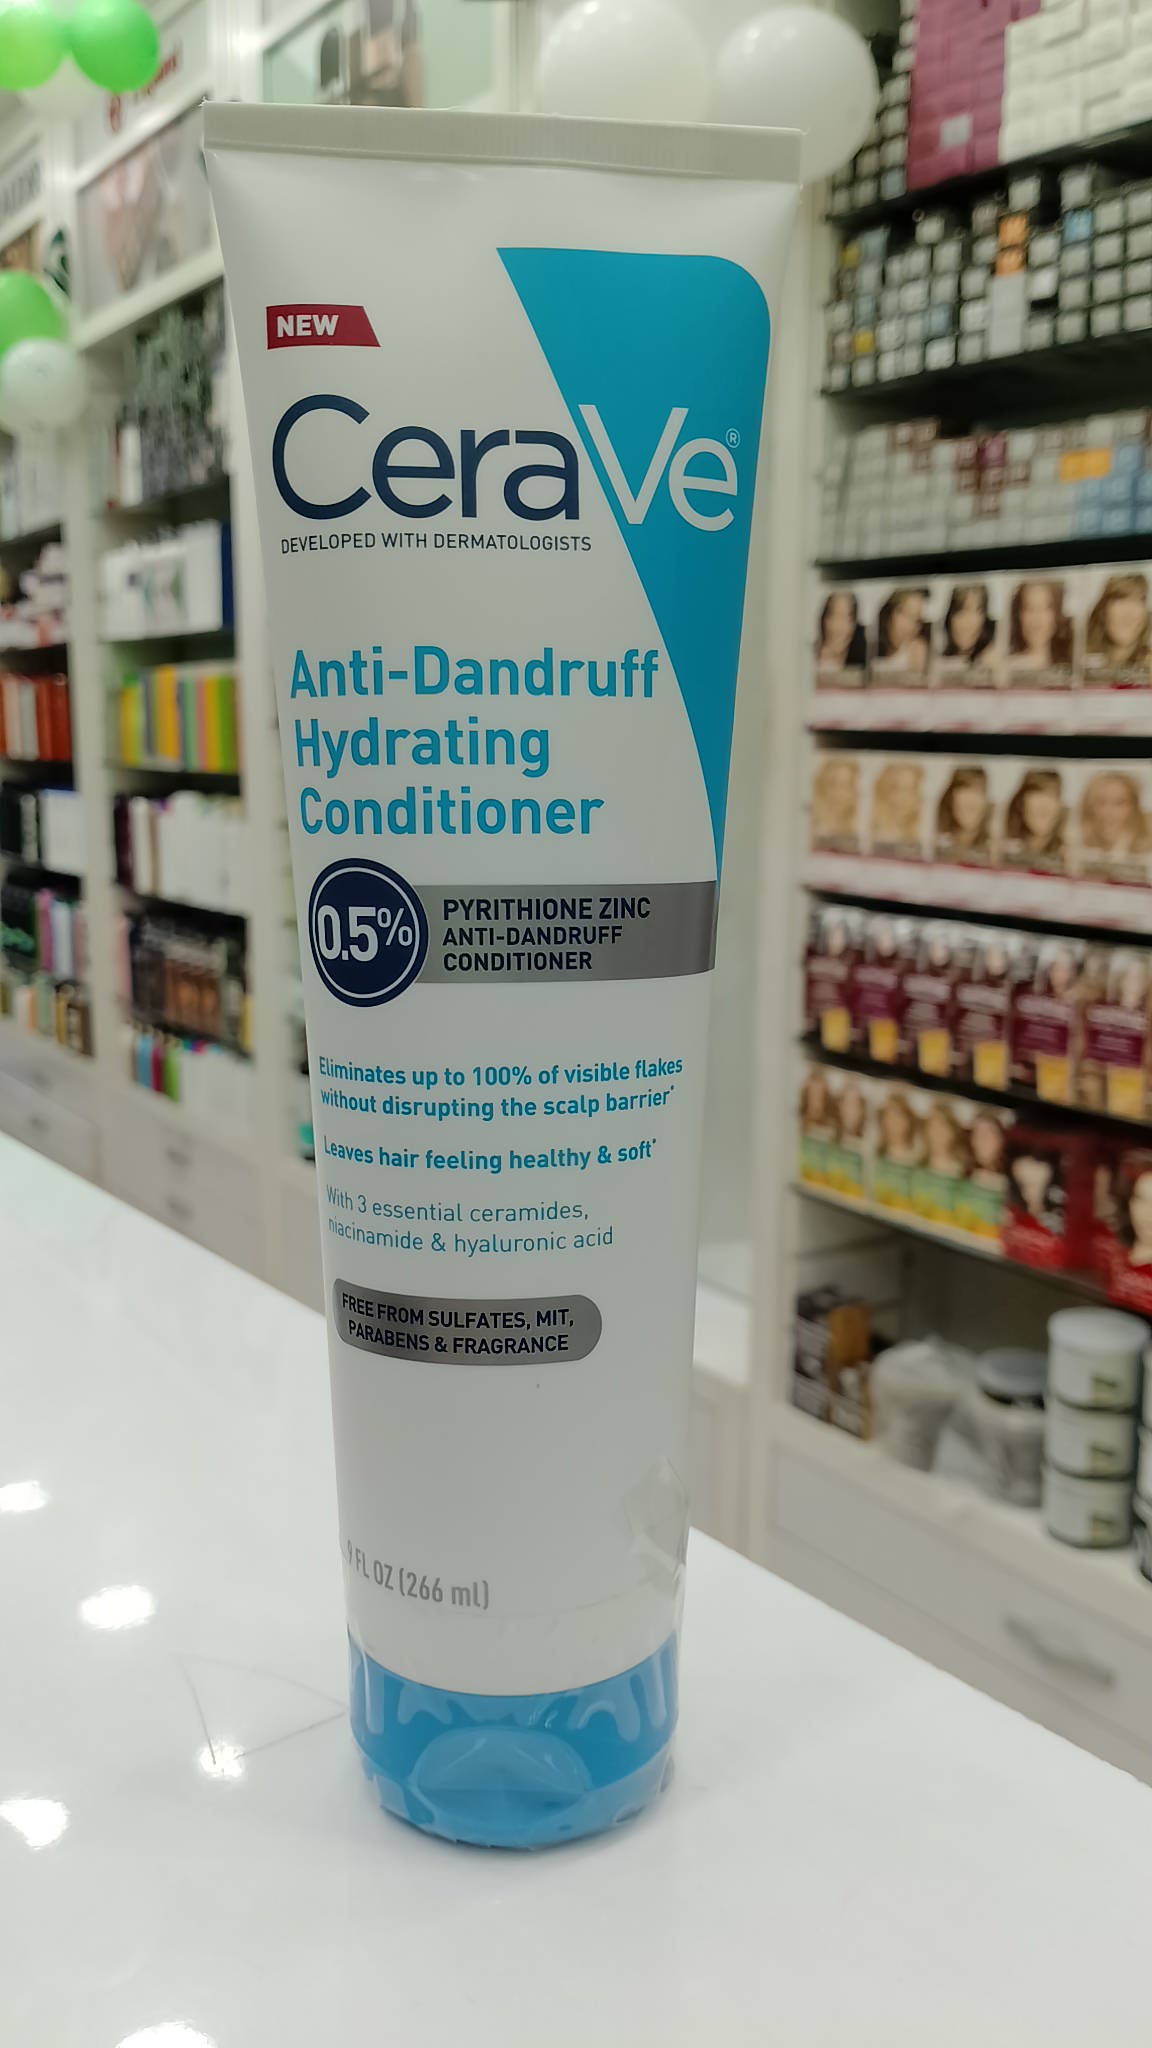 NEW
CeraVe®
DEVELOPED WITH DERMATOLOGISTS
Anti-Dandruff
Hydrating
Conditioner
0.5%
PYRITHIONE ZINC
ANTI-DANDRUFF
CONDITIONER
Eliminates up to 100% of visible flakes
without disrupting the scalp barrier*
Leaves hair feeling healthy & soft*
With 3 essential ceramides,
niacinamide & hyaluronic acid
FREE FROM SULFATES, MIT,
PARABENS & FRAGRANCE
9 FL OZ (266 ml)